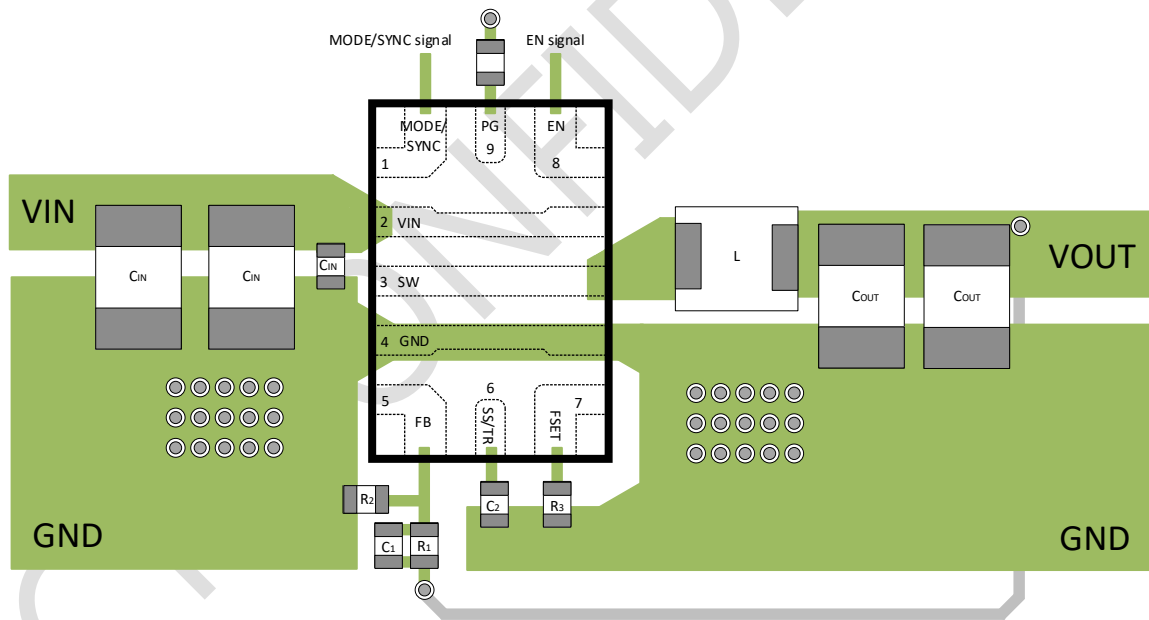 MODE/SYNC signal
EN signal
MODE/
SYNC
1
PG
9
EN
8
VIN
CIN
CIN
CIN
2 VIN
3 SW
4 GND
L
COUT
COUT
VOUT
5
FB
6
SS/TR
7
FSET
R2
C1
R1
C2
R3
GND
GND